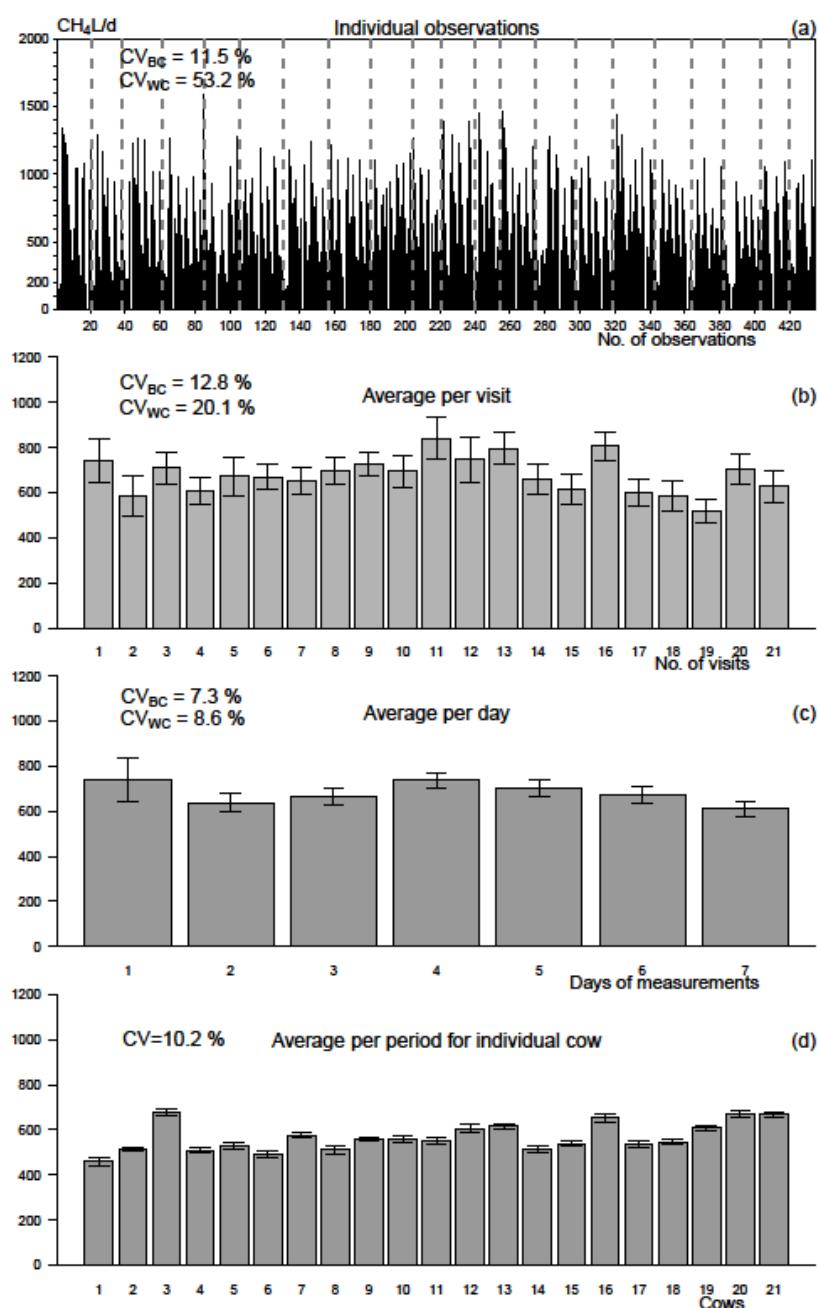 CH₄L/d Individual observations (a)
2000
CV_BC = 11.5 %
CV_WC = 53.2 %
1500
1000
500
200
0
20 40 60 80 100 120 140 160 180 200 220 240 260 280 300 320 340 360 380 400 420
No. of observations
1200
CV_BC = 12.8 %
Average per visit (b)
CV_WC = 20.1 %
1000
800
600
400
200
0
1 2 3 4 5 6 7 8 9 10 11 12 13 14 15 16 17 18 19 20 21
No. of visits
1200
CV_BC = 7.3 %
Average per day (c)
CV_WC = 8.6 %
1000
800
600
400
200
0
1 2 3 4 5 6 7
Days of measurements
1200
CV=10.2 % Average per period for individual cow (d)
1000
800
600
400
200
0
1 2 3 4 5 6 7 8 9 10 11 12 13 14 15 16 17 18 19 20 21
Cows